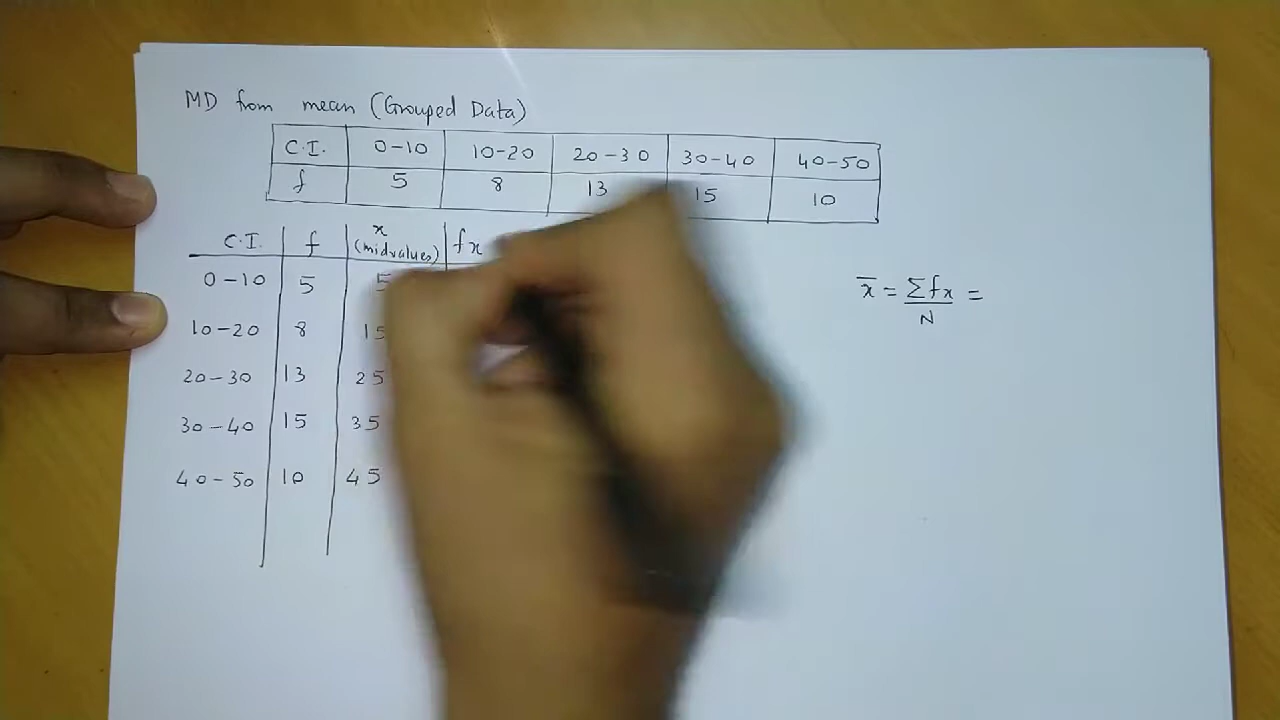 MD from mean (Grouped Data)
C.I. 0-10 10-20 20-30 30-40 40-50
f 5 8 13 15 10
C.I. f x (midvalues) fx
0-10 5 5
10-20 8 15
20-30 13 25
30-40 15 35
40-50 10 45
x̄ = Σfx/N =